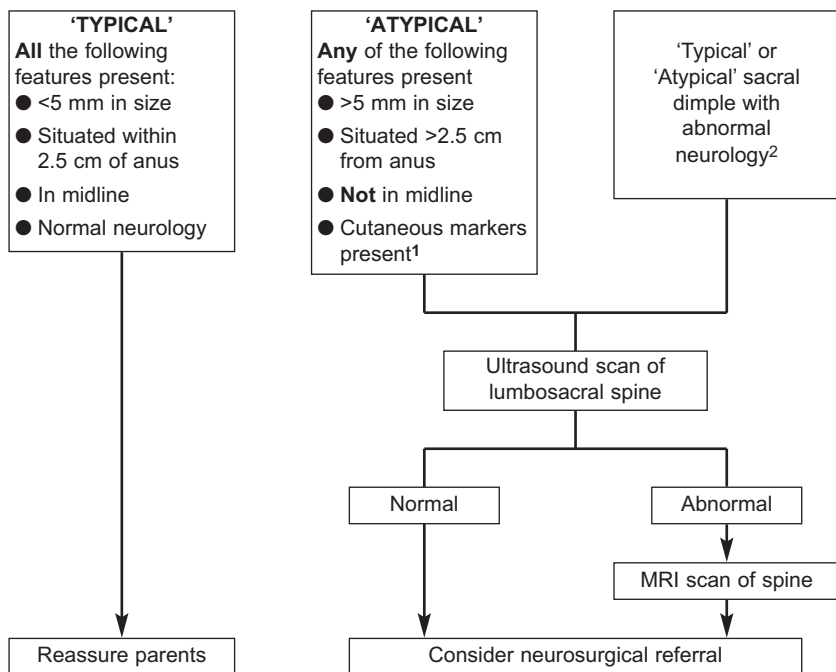 ‘TYPICAL’
All the following
features present:
● <5 mm in size
● Situated within
2.5 cm of anus
● In midline
● Normal neurology
‘ATYPICAL’
Any of the following
features present
● >5 mm in size
● Situated >2.5 cm
from anus
● Not in midline
● Cutaneous markers
present1
‘Typical’ or
‘Atypical’ sacral
dimple with
abnormal
neurology2
Ultrasound scan of
lumbosacral spine
Normal
Abnormal
MRI scan of spine
Reassure parents
Consider neurosurgical referral